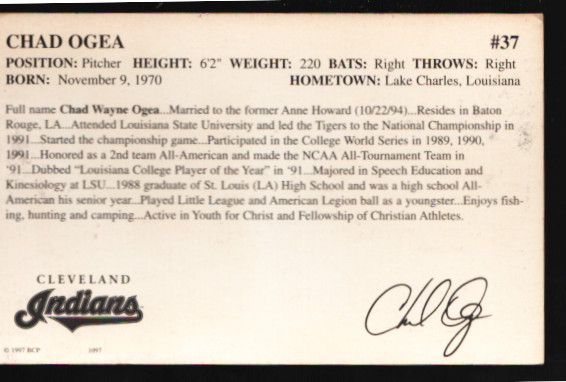 CHAD OGEA #37
POSITION: Pitcher HEIGHT: 6'2" WEIGHT: 220 BATS: Right THROWS: Right
BORN: November 9, 1970 HOMETOWN: Lake Charles, Louisiana
Full name Chad Wayne Ogea...Married to the former Anne Howard (10/22/94)...Resides in Baton
Rouge, LA...Attended Louisiana State University and led the Tigers to the National Championship in
1991...Started the championship game...Participated in the College World Series in 1989, 1990,
1991...Honored as a 2nd team All-American and made the NCAA All-Tournament Team in
'91...Dubbed "Louisiana College Player of the Year" in '91...Majored in Speech Education and
Kinesiology at LSU...1988 graduate of St. Louis (LA) High School and was a high school All-
American his senior year...Played Little League and American Legion ball as a youngster...Enjoys fish-
ing, hunting and camping...Active in Youth for Christ and Fellowship of Christian Athletes.
CLEVELAND
Indians
Chad Ogea
© 1997 BCP 1097